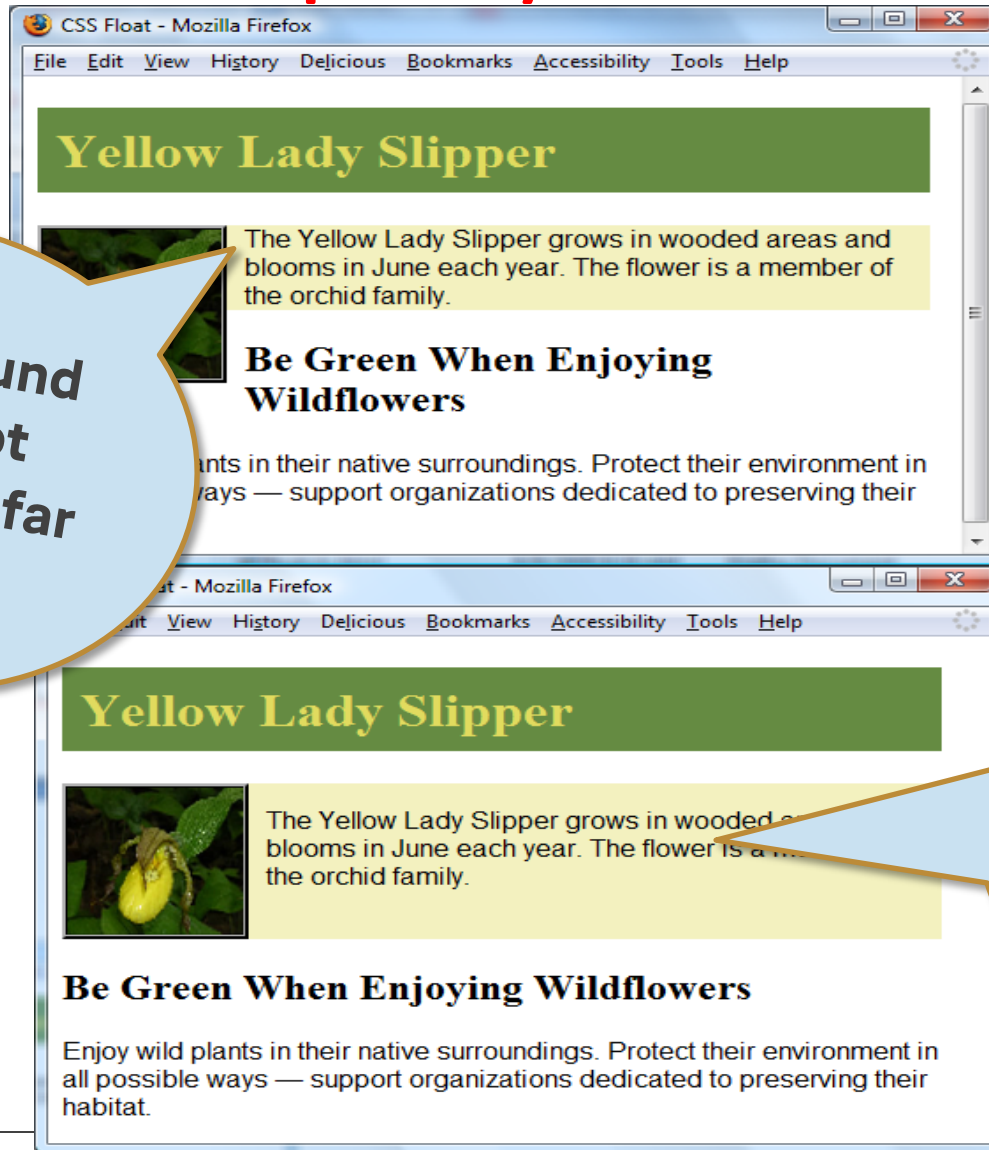 CSS Float - Mozilla Firefox
File Edit View History Delicious Bookmarks Accessibility Tools Help
Yellow Lady Slipper
The Yellow Lady Slipper grows in wooded areas and
blooms in June each year. The flower is a member of
the orchid family.
Be Green When Enjoying
Wildflowers
in their native surroundings. Protect their environment in
— support organizations dedicated to preserving their
far
- Mozilla Firefox
View History Delicious Bookmarks Accessibility Tools Help
Yellow Lady Slipper
The Yellow Lady Slipper grows in wooded
blooms in June each year. The flower is a
the orchid family.
Be Green When Enjoying Wildflowers
Enjoy wild plants in their native surroundings. Protect their environment in
all possible ways — support organizations dedicated to preserving their
habitat.